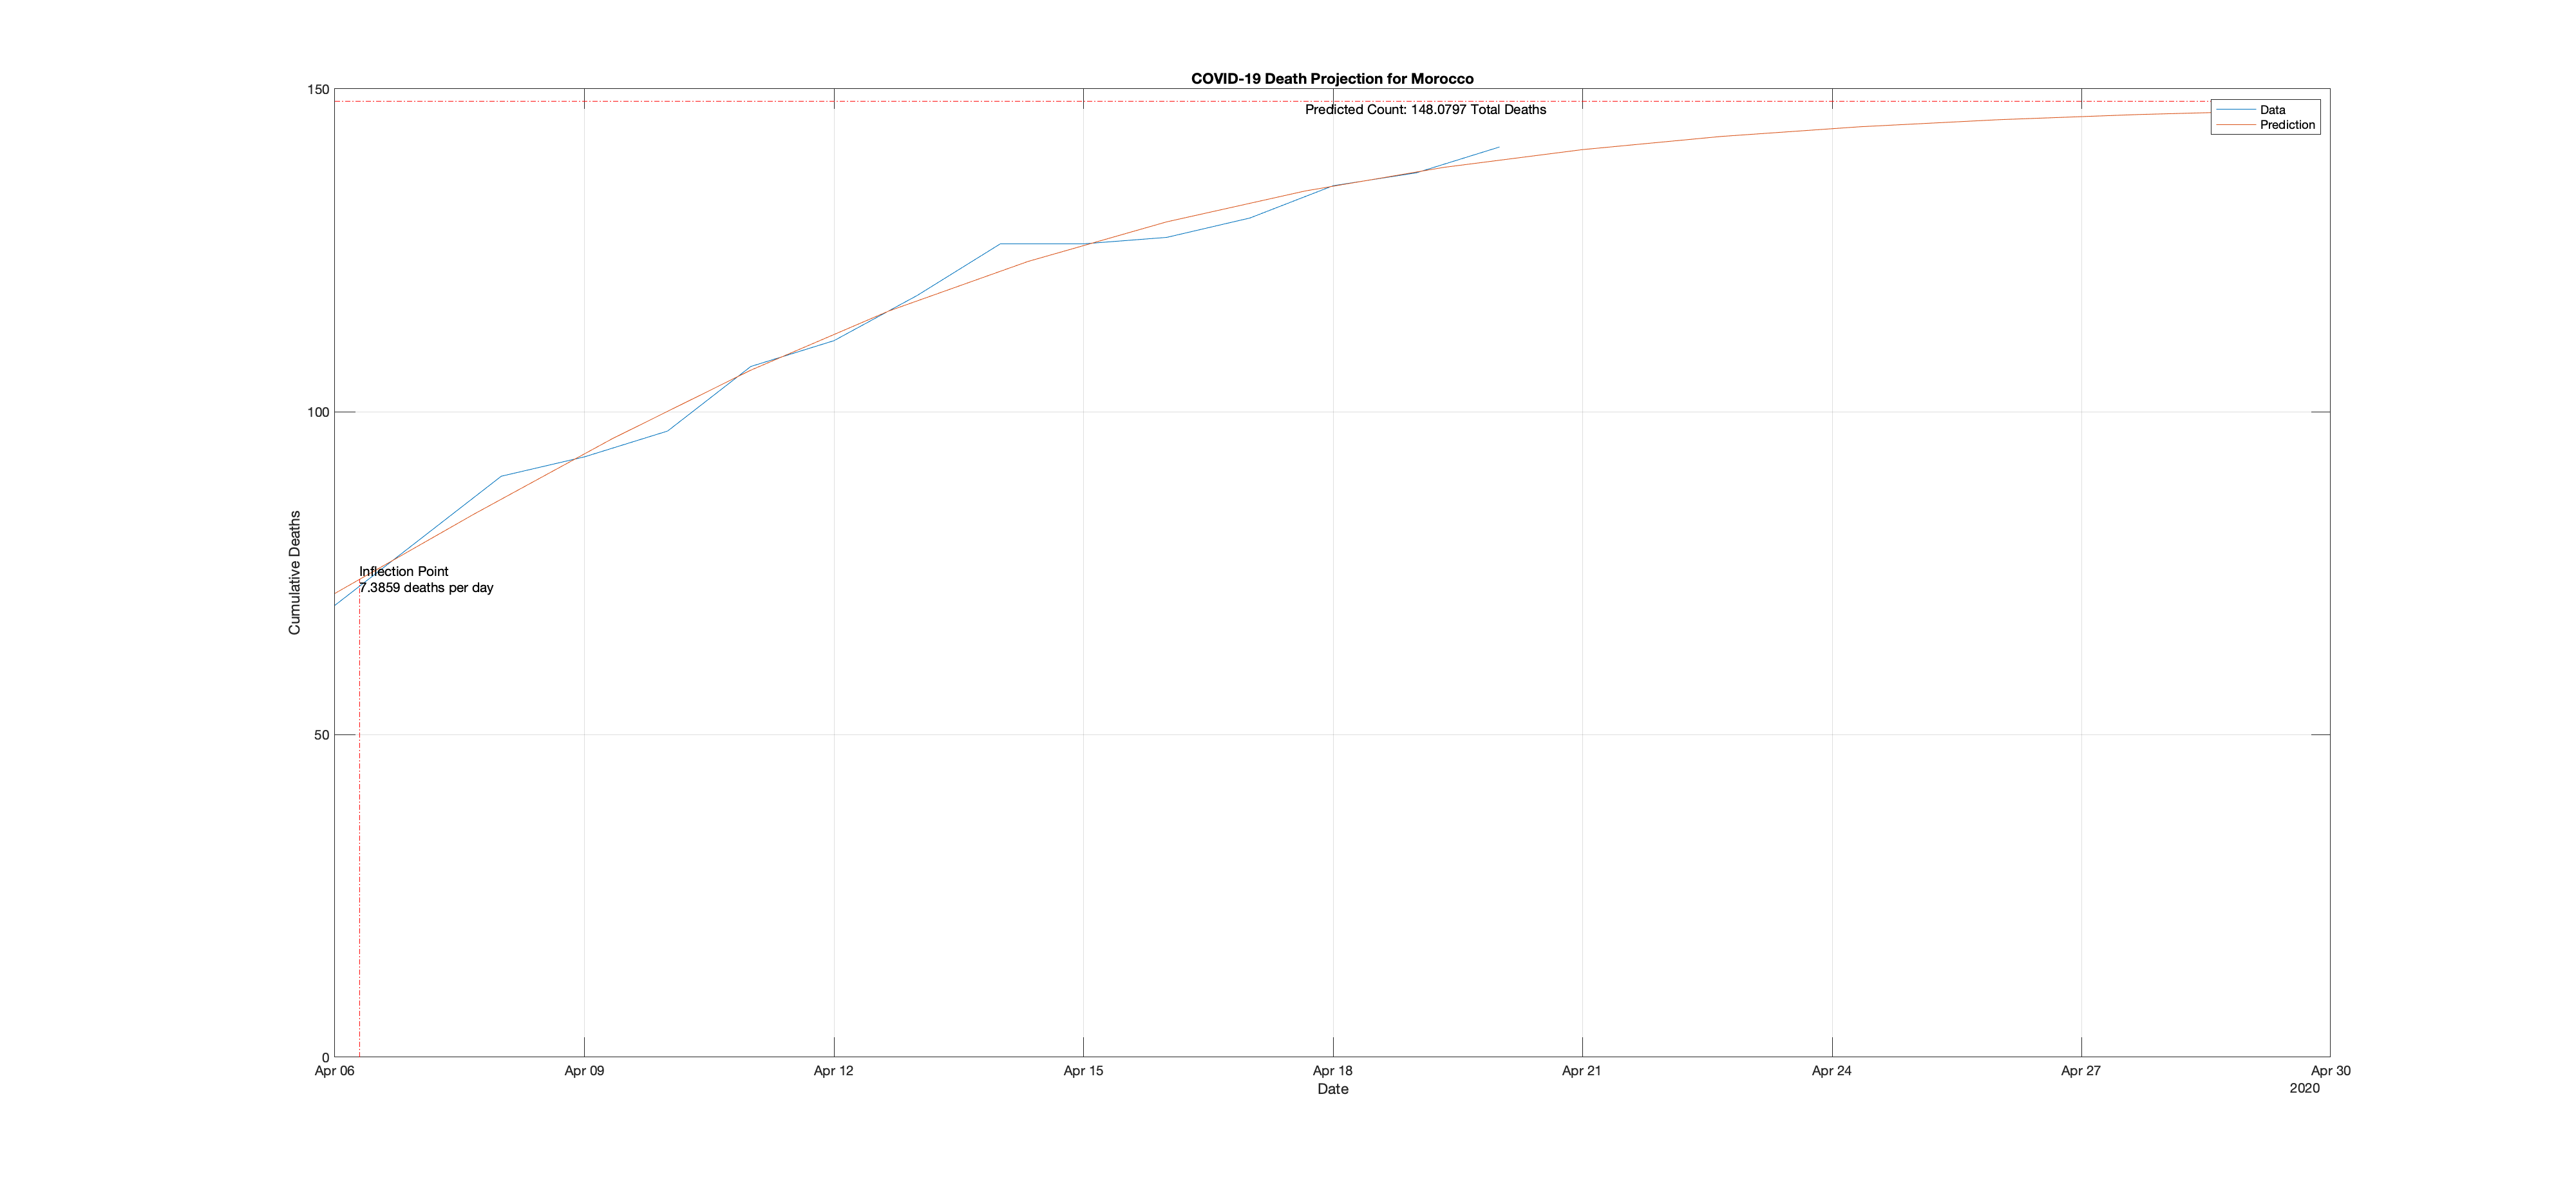 COVID-19 Death Projection for Morocco
150
Predicted Count: 148.0797 Total Deaths
Data
Prediction
100
Cumulative Deaths
Inflection Point
7.3859 deaths per day
50
0
Apr 06
Apr 09
Apr 12
Apr 15
Apr 18
Apr 21
Apr 24
Apr 27
Apr 30
Date
2020